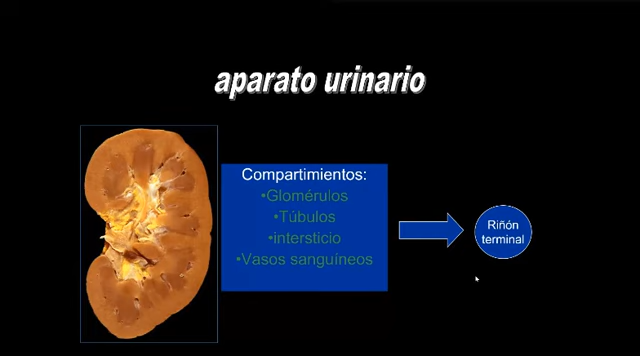 aparato urinario
Compartimientos:
•Glomérulos
•Túbulos
•intersticio
•Vasos sanguíneos
Riñón
terminal